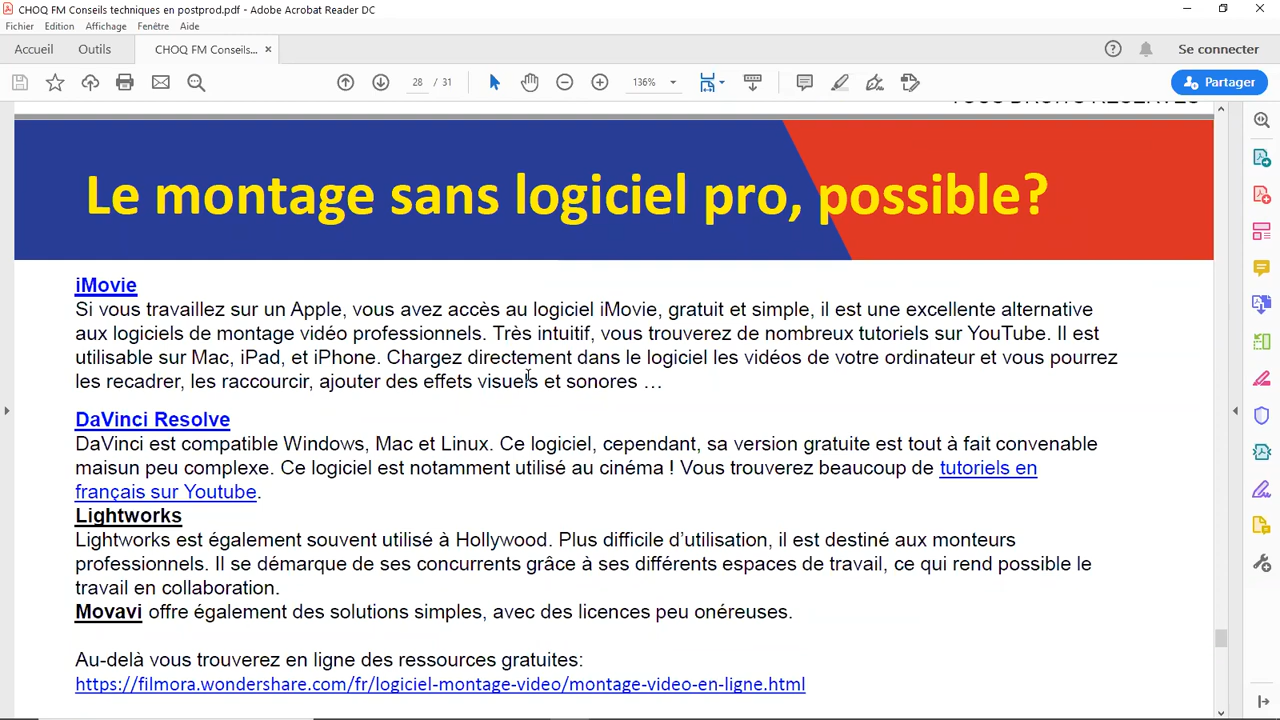 CHOQ FM Conseils techniques en postprod.pdf - Adobe Acrobat Reader DC
Fichier Edition Affichage Fenêtre Aide
Accueil Outils CHOQ FM Conseils... × Se connecter
28 / 31 136% Partager
TOUS DROITS RÉSERVÉS
Le montage sans logiciel pro, possible?
iMovie
Si vous travaillez sur un Apple, vous avez accès au logiciel iMovie, gratuit et simple, il est une excellente alternative
aux logiciels de montage vidéo professionnels. Très intuitif, vous trouverez de nombreux tutoriels sur YouTube. Il est
utilisable sur Mac, iPad, et iPhone. Chargez directement dans le logiciel les vidéos de votre ordinateur et vous pourrez
les recadrer, les raccourcir, ajouter des effets visuels et sonores …
DaVinci Resolve
DaVinci est compatible Windows, Mac et Linux. Ce logiciel, cependant, sa version gratuite est tout à fait convenable
maisun peu complexe. Ce logiciel est notamment utilisé au cinéma ! Vous trouverez beaucoup de tutoriels en
français sur Youtube.
Lightworks
Lightworks est également souvent utilisé à Hollywood. Plus difficile d’utilisation, il est destiné aux monteurs
professionnels. Il se démarque de ses concurrents grâce à ses différents espaces de travail, ce qui rend possible le
travail en collaboration.
Movavi offre également des solutions simples, avec des licences peu onéreuses.
Au-delà vous trouverez en ligne des ressources gratuites:
https://filmora.wondershare.com/fr/logiciel-montage-video/montage-video-en-ligne.html